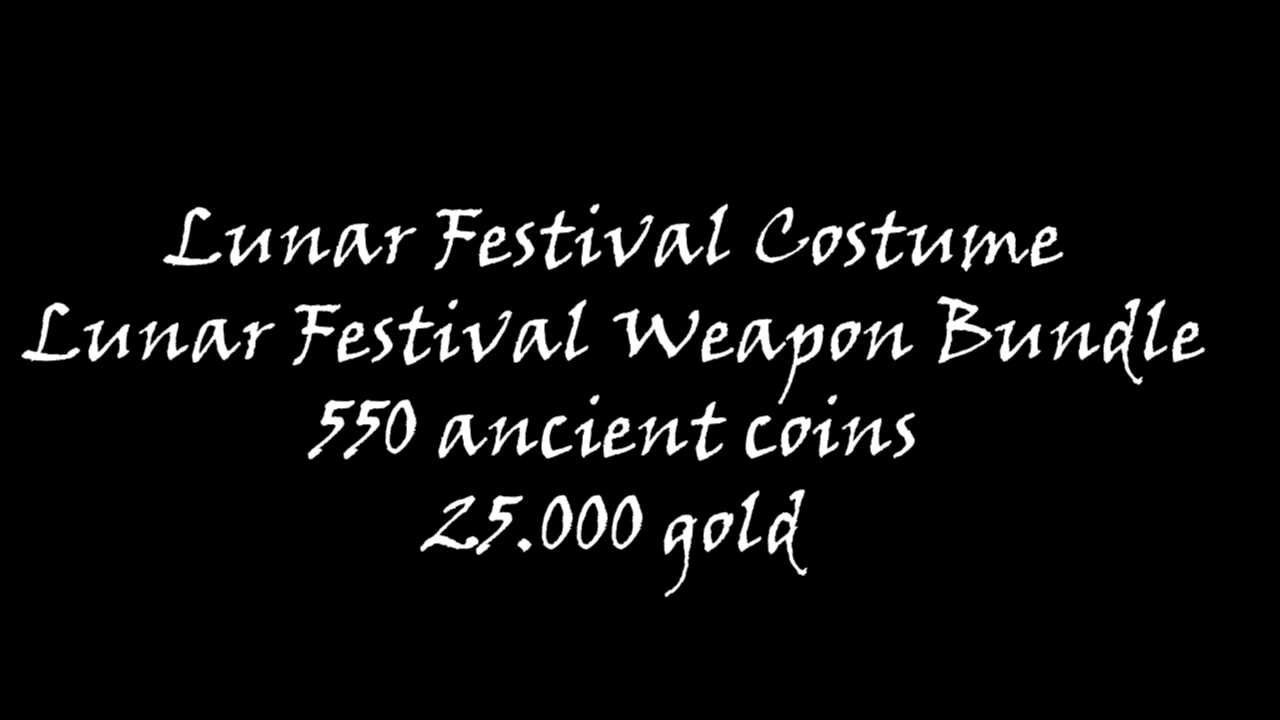 Lunar Festival Costume
Lunar Festival Weapon Bundle
550 ancient coins
25.000 gold